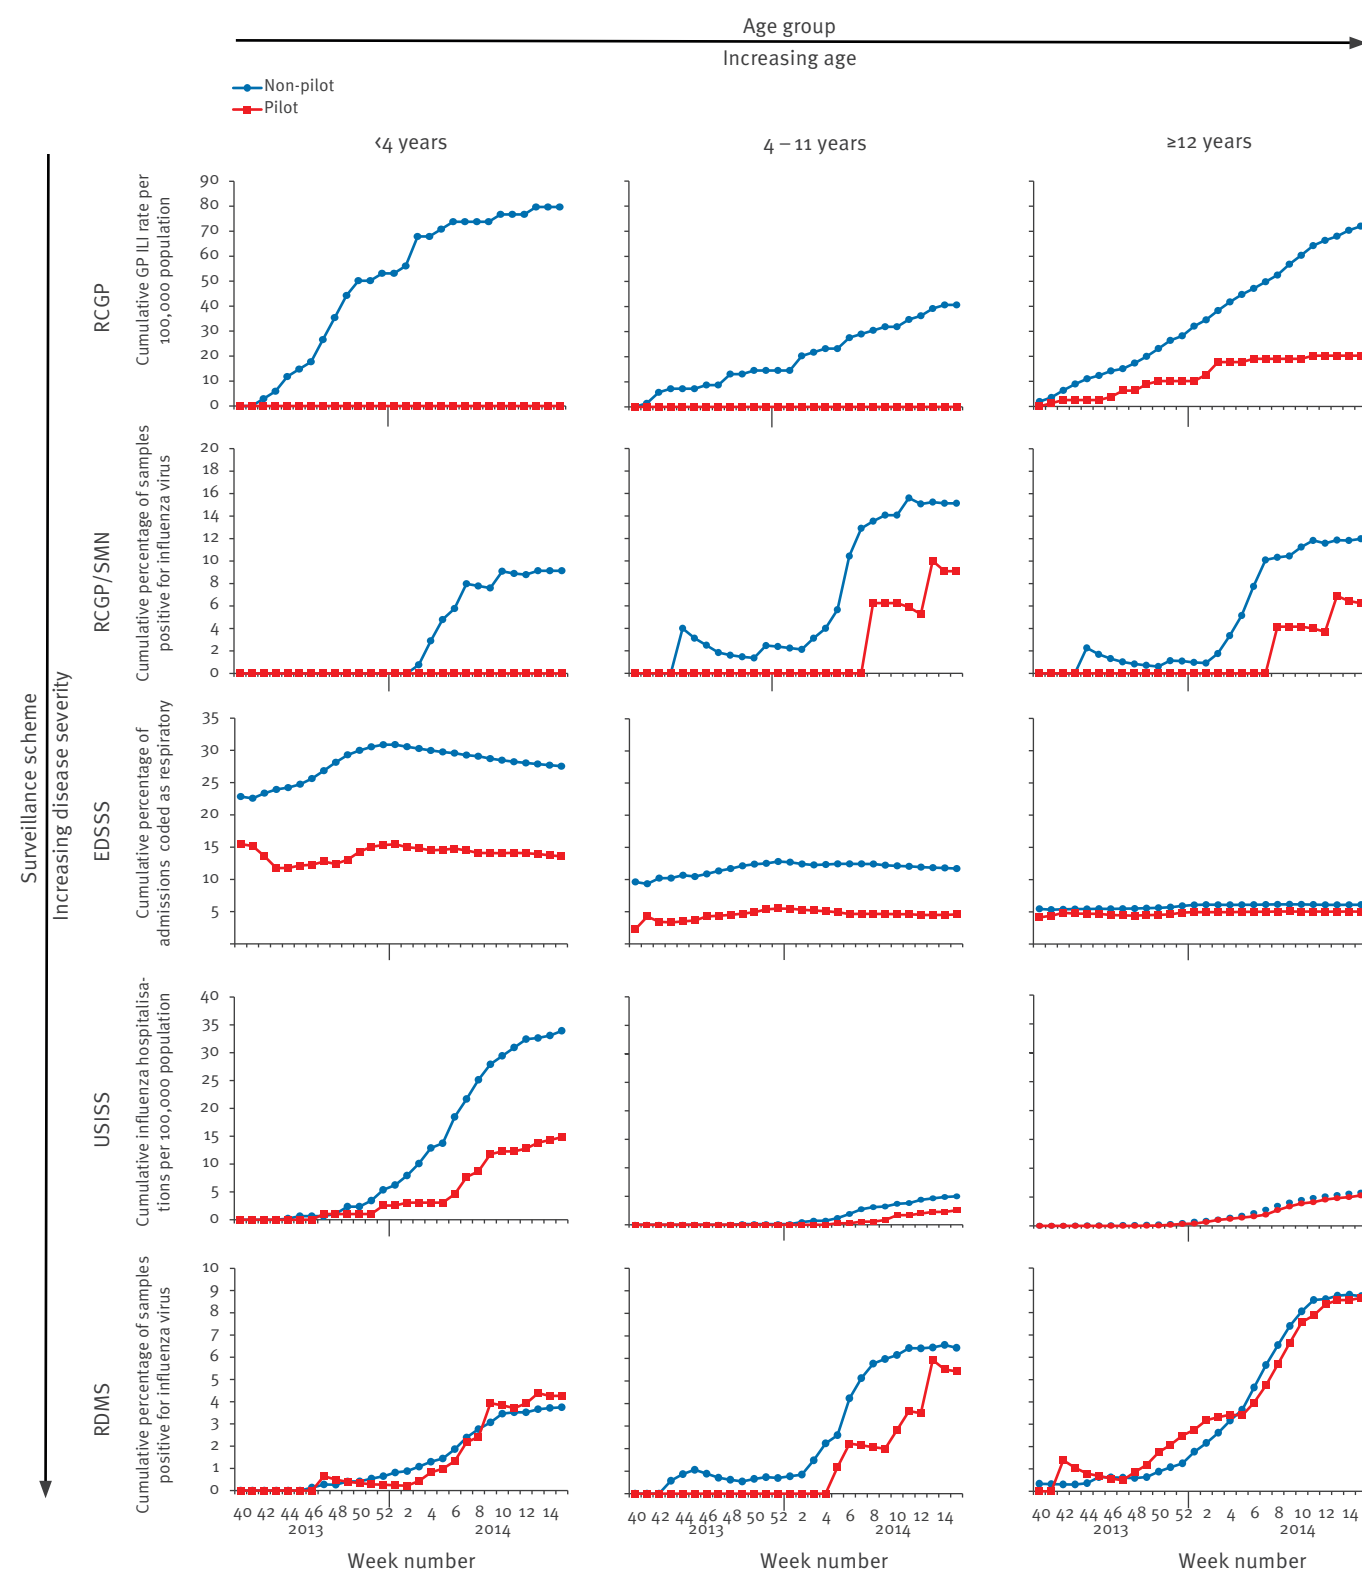 Age group
Increasing age
Non-pilot
Pilot
<4 years
4 – 11 years
≥12 years
Surveillance scheme
Increasing disease severity
RCGP
Cumulative GP ILI rate per
100,000 population
90
80
70
60
50
40
30
20
10
0
RCGP/SMN
Cumulative percentage of samples
positive for influenza virus
20
18
16
14
12
10
8
6
4
2
0
EDSSS
Cumulative percentage of
admissions coded as respiratory
35
30
25
20
15
10
5
USISS
Cumulative influenza hospitalisa-
tions per 100,000 population
40
35
30
25
20
15
10
5
0
RDMS
Cumulative percentage of samples
positive for influenza virus
10
9
8
7
6
5
4
3
2
1
0
40 42 44 46 48 50 52 2 4 6 8 10 12 14
2013 2014
Week number
40 42 44 46 48 50 52 2 4 6 8 10 12 14
2013 2014
Week number
40 42 44 46 48 50 52 2 4 6 8 10 12 14
2013 2014
Week number